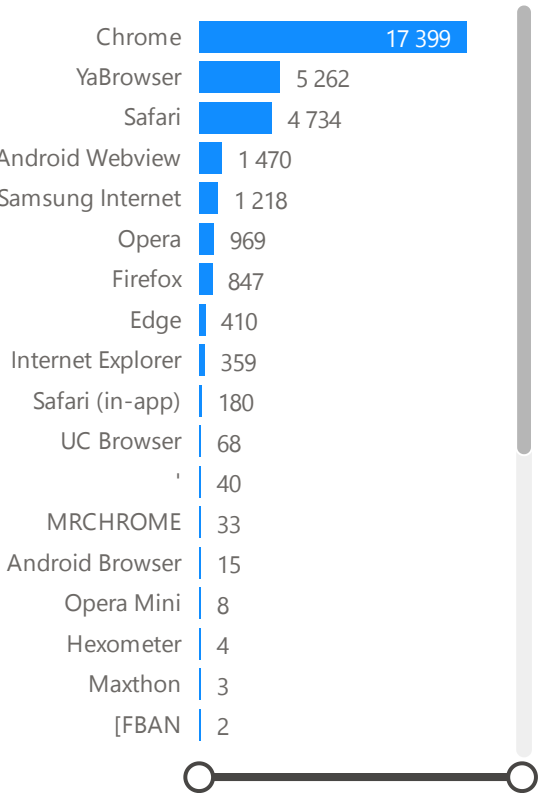 Chrome 17 399
YaBrowser 5 262
Safari 4 734
Android Webview 1 470
Samsung Internet 1 218
Opera 969
Firefox 847
Edge 410
Internet Explorer 359
Safari (in-app) 180
UC Browser 68
' 40
MRCHROME 33
Android Browser 15
Opera Mini 8
Hexometer 4
Maxthon 3
[FBAN 2